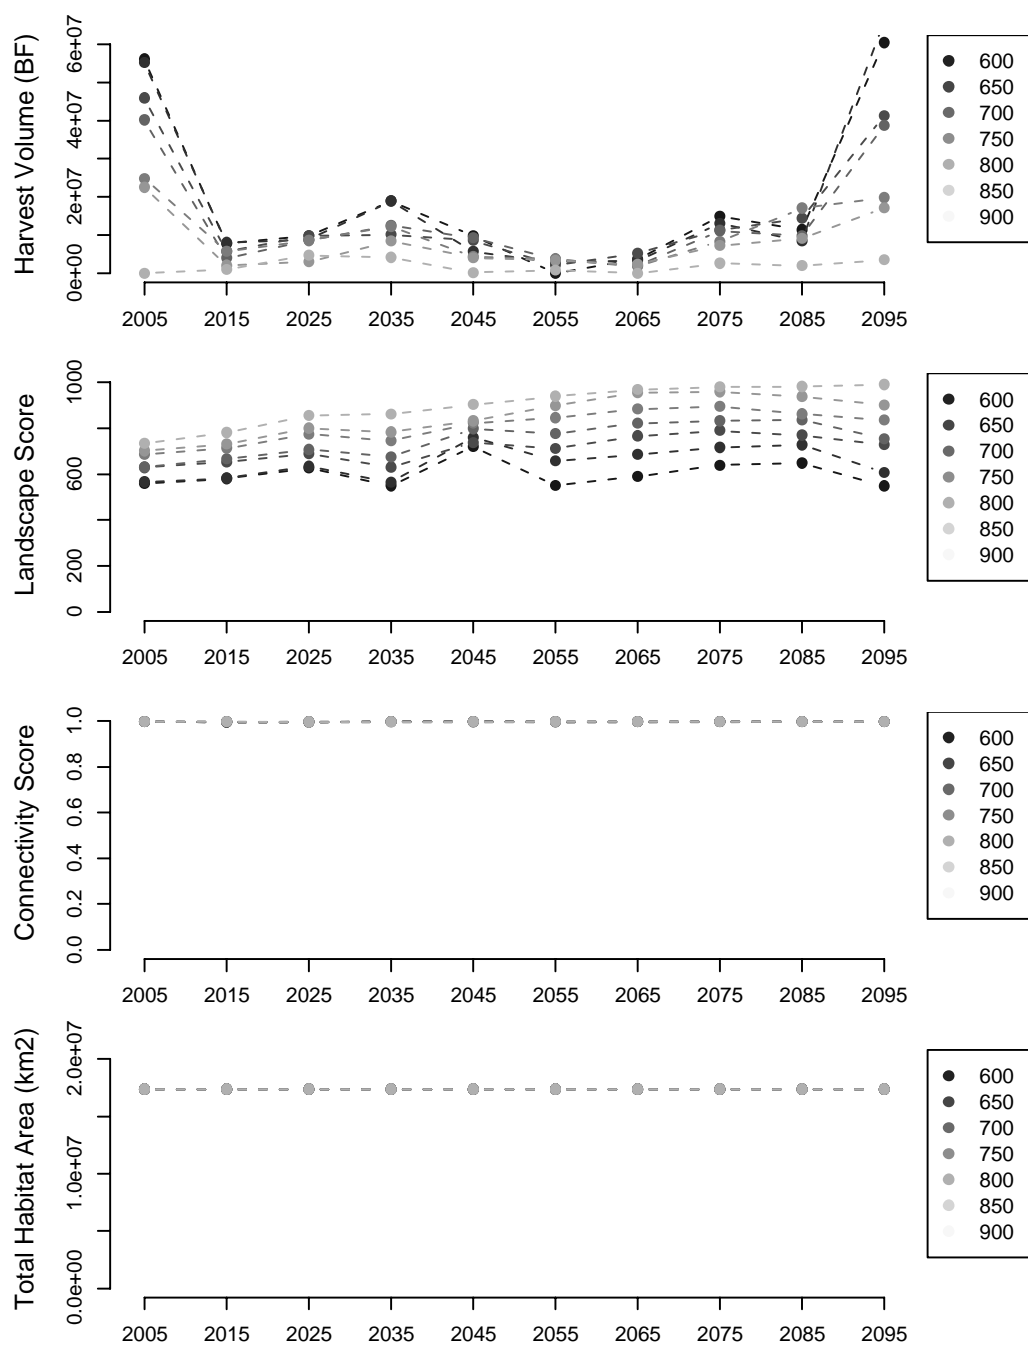 Harvest Volume (BF)
6e+07
4e+07
2e+07
0e+00
2005 2015 2025 2035 2045 2055 2065 2075 2085 2095
600
650
700
750
800
850
900
Landscape Score
1000
600
200
0
2005 2015 2025 2035 2045 2055 2065 2075 2085 2095
600
650
700
750
800
850
900
Connectivity Score
1.0
0.8
0.6
0.4
0.2
0.0
2005 2015 2025 2035 2045 2055 2065 2075 2085 2095
600
650
700
750
800
850
900
Total Habitat Area (km2)
2.0e+07
1.0e+07
0.0e+00
2005 2015 2025 2035 2045 2055 2065 2075 2085 2095
600
650
700
750
800
850
900